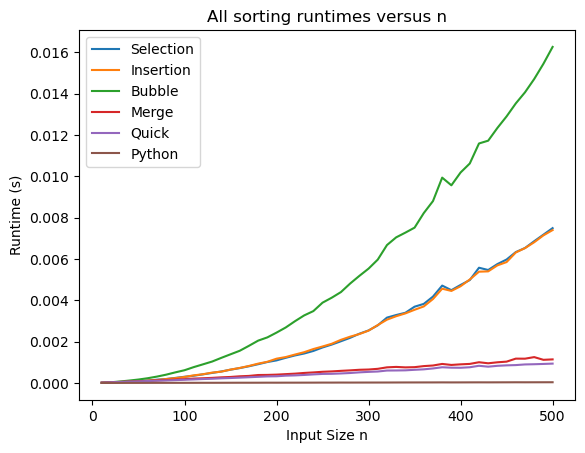 All sorting runtimes versus n
Selection
Insertion
Bubble
Merge
Quick
Python
Runtime (s)
0.016
0.014
0.012
0.010
0.008
0.006
0.004
0.002
0.000
0 100 200 300 400 500
Input Size n